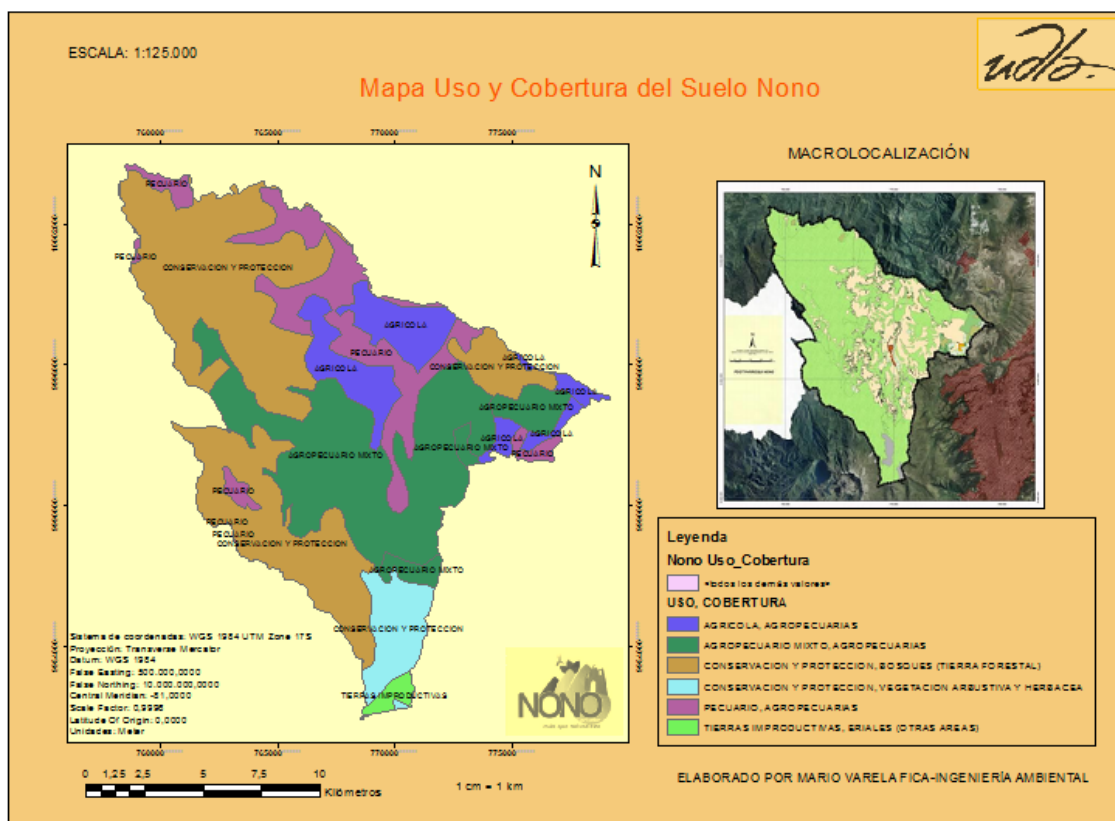 ESCALA: 1:125.000
udla-
Mapa Uso y Cobertura del Suelo Nono
760000
765000
770000
775000
MACROLOCALIZACIÓN
N
PECUARIO
PECUARIO
CONSERVACION Y PROTECCION
AGRICOLA
PECUARIO
AGRICOLA
AGRICOLA
CONSERVACION Y PROTECCION
AGRICOLA
AGROPECUARIO MIXTO
AGRICOLA
AGRICOLA
AGROPECUARIO MIXTO
AGROPECUARIO MIXTO
PECUARIO
PECUARIO
PECUARIO
PECUARIO
CONSERVACION Y PROTECCION
AGROPECUARIO MIXTO
CONSERVACION Y PROTECCION
TIERRAS IMPRODUCTIVAS
Sistema de coordenadas: WGS 1984 UTM Zone 17S
Proyección: Transverse Mercator
Datum: WGS 1984
False Easting: 500.000,0000
False Northing: 10.000.000,0000
Central Meridian: -81,0000
Scale Factor: 0,9996
Latitude Of Origin: 0,0000
Unidades: Meter
NONO
760000
765000
770000
775000
Leyenda
Nono Uso_Cobertura
<todos los demás valores>
USO, COBERTURA
AGRICOLA, AGROPECUARIAS
AGROPECUARIO MIXTO, AGROPECUARIAS
CONSERVACION Y PROTECCION, BOSQUES (TIERRA FORESTAL)
CONSERVACION Y PROTECCION, VEGETACION ARBUSTIVA Y HERBACEA
PECUARIO, AGROPECUARIAS
TIERRAS IMPRODUCTIVAS, ERIALES (OTRAS AREAS)
0 1,25 2,5 5 7,5 10
Kilómetros
1 cm = 1 km
ELABORADO POR MARIO VARELA FICA-INGENIERÍA AMBIENTAL